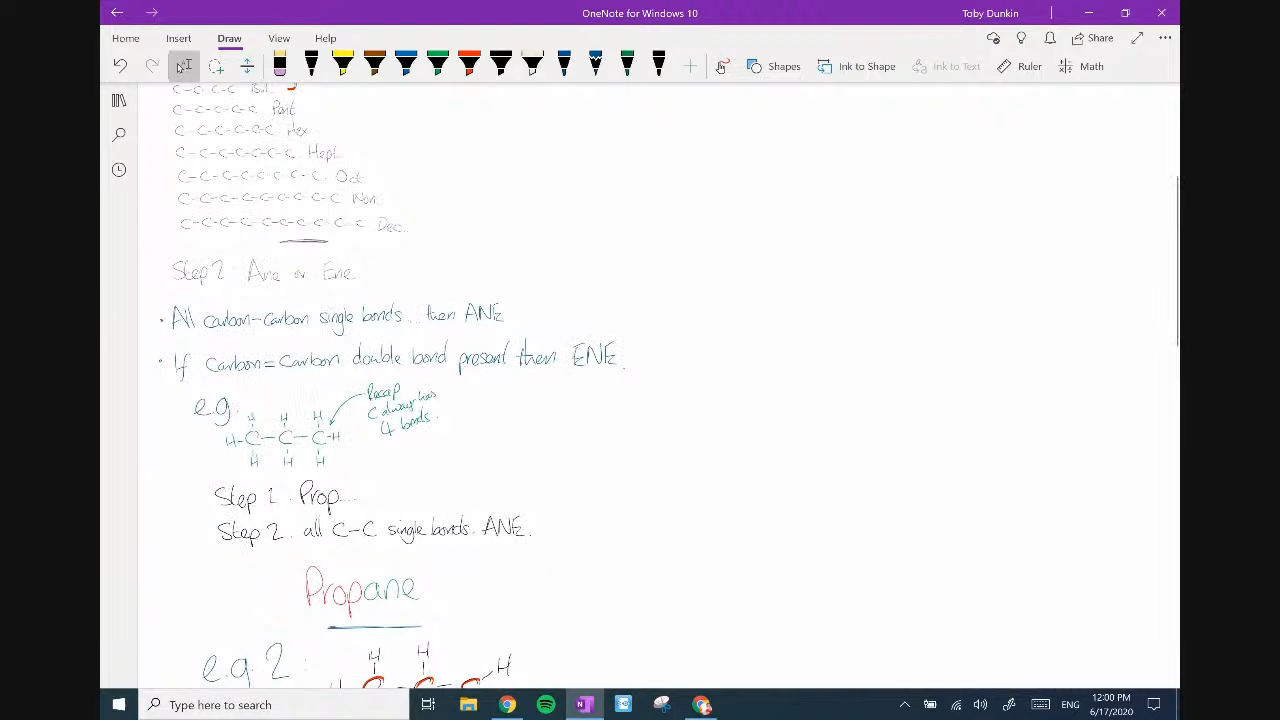 OneNote for Windows 10
Toby Dunkin
Home Insert Draw View Help
Share
Shapes Ink to Shape Ink to Text Ruler Math
C-C-C-C But..
C-C-C-C-C Pent
C-C-C-C-C-C Hex
C-C-C-C-C-C-C Hept
C-C-C-C-C-C-C-C Oct
C-C-C-C-C-C-C-C-C Non
C-C-C-C-C-C-C-C-C-C Dec...
Step 2 Ane or Ene
· All carbon-carbon single bonds... then ANE
· If Carbon=Carbon double bond present then ENE.
e.g.
Recap
C always has
4 bonds.
H H H
H-C-C-C-H
H H H
Step 1. Prop....
Step 2. all C-C single bonds. ANE.
Propane
e.g. 2
H H H
Type here to search
ENG
12:00 PM
6/17/2020